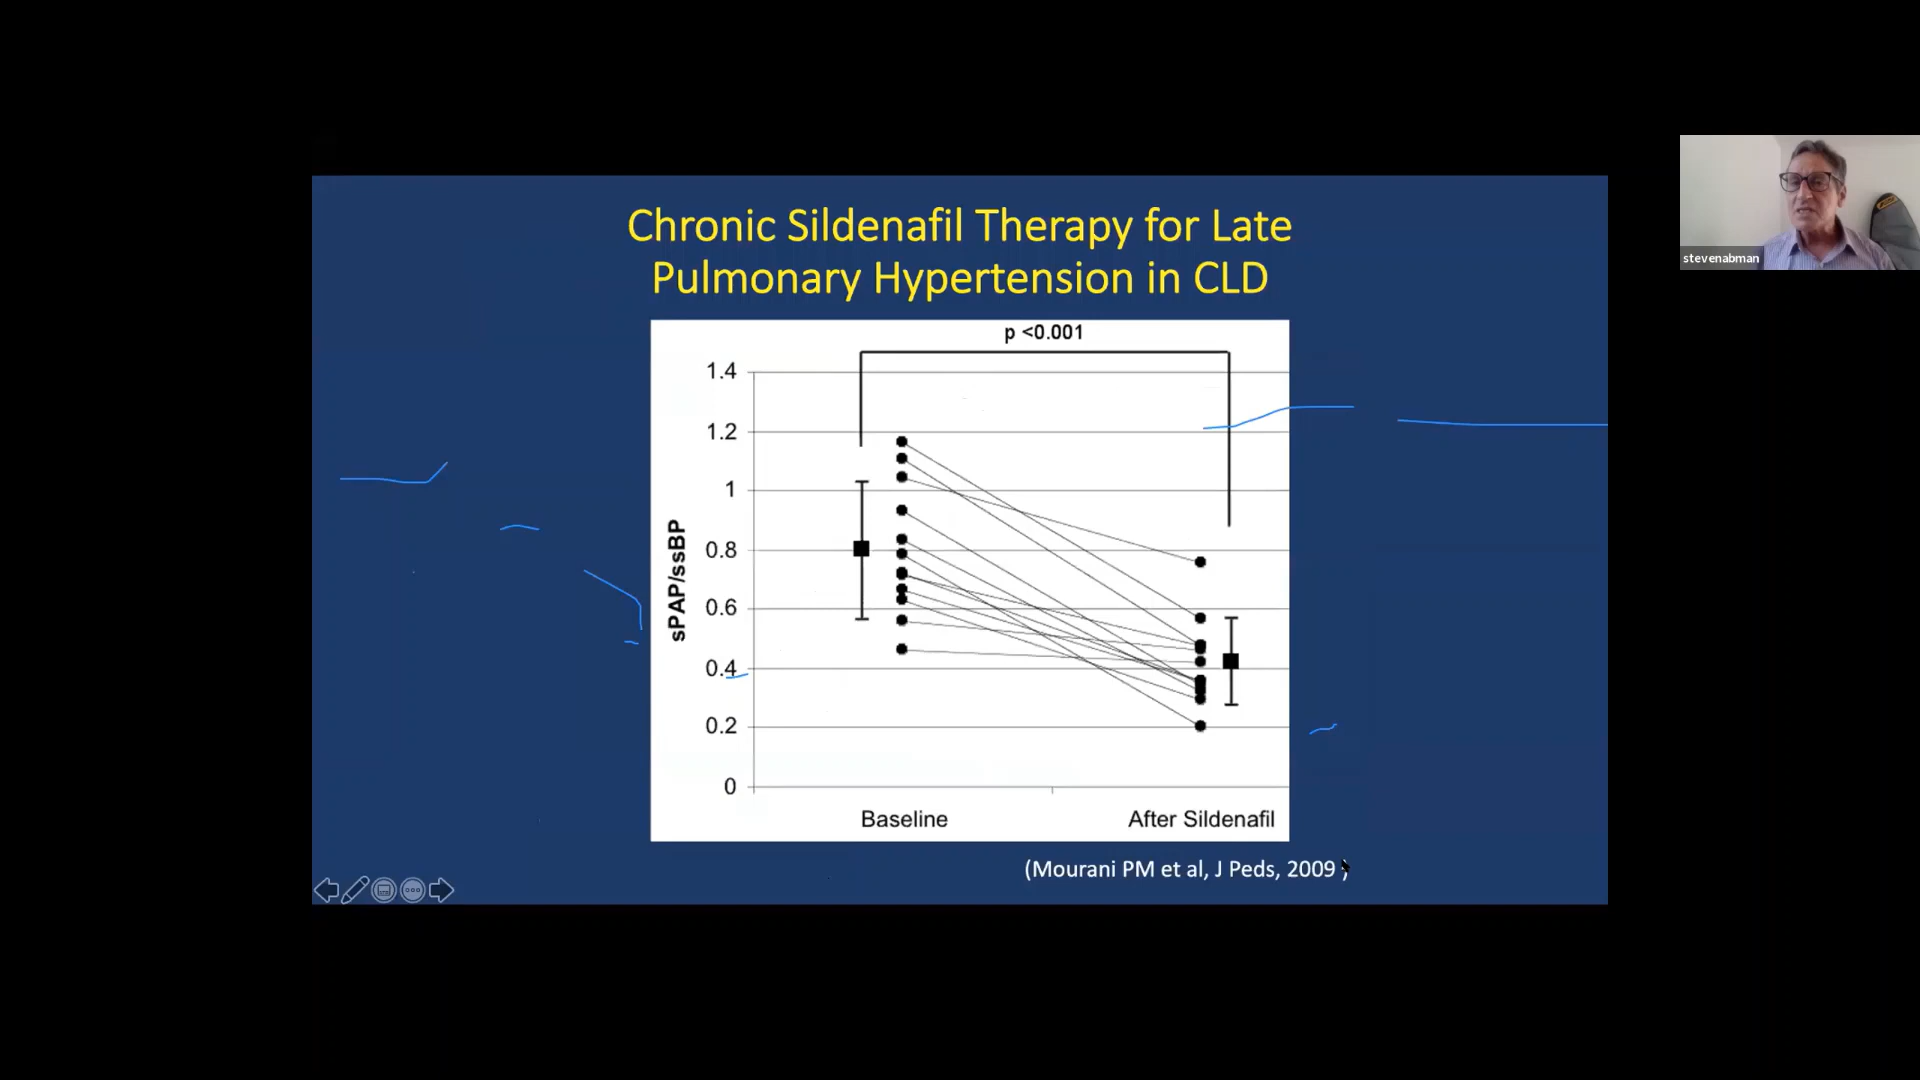 Chronic Sildenafil Therapy for Late
Pulmonary Hypertension in CLD
p <0.001
1.4
1.2
1
0.8
0.6
0.4
0.2
0
sPAP/ssBP
Baseline
After Sildenafil
(Mourani PM et al, J Peds, 2009 )
stevenabman